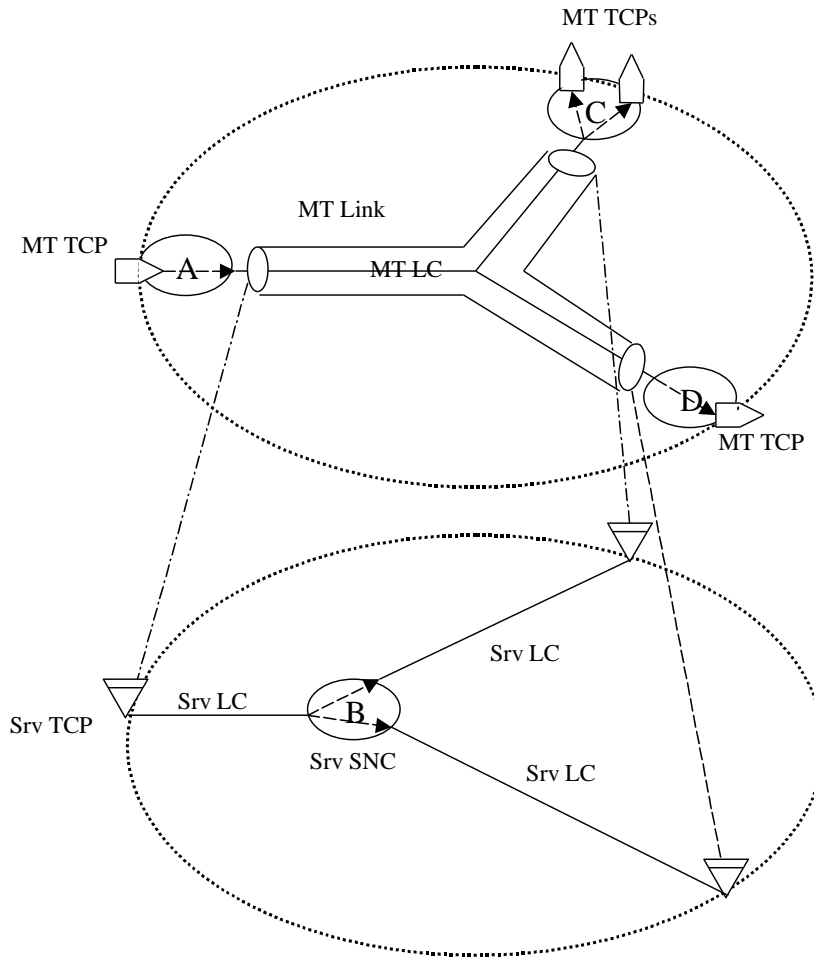 MT TCPs
C
MT Link
MT TCP
A
MT LC
D
MT TCP
Srv LC
Srv LC
B
Srv TCP
Srv SNC
Srv LC